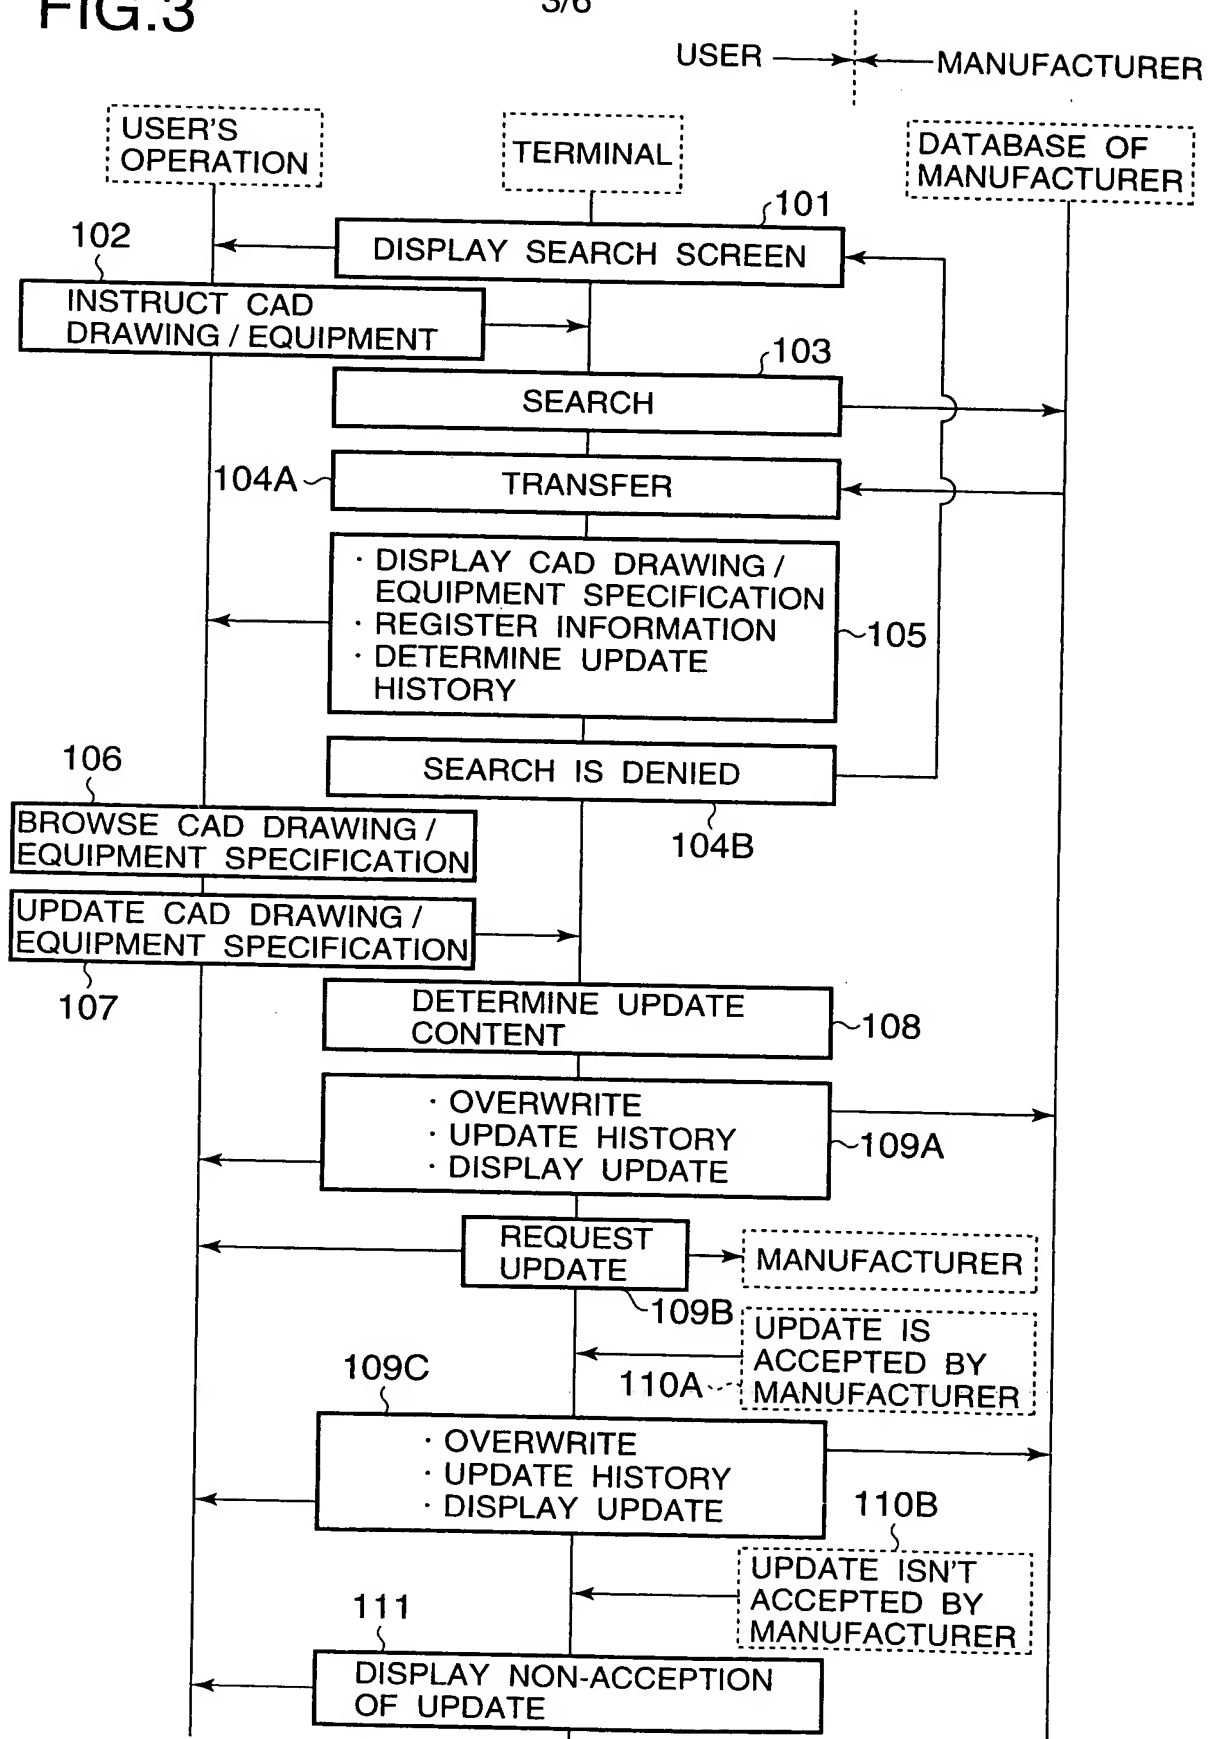 FIG.3
3/6
USER
MANUFACTURER
USER'S
OPERATION
TERMINAL
DATABASE OF
MANUFACTURER
101
DISPLAY SEARCH SCREEN
102
INSTRUCT CAD
DRAWING / EQUIPMENT
103
SEARCH
104A
TRANSFER
· DISPLAY CAD DRAWING /
EQUIPMENT SPECIFICATION
· REGISTER INFORMATION
· DETERMINE UPDATE
HISTORY
105
SEARCH IS DENIED
104B
106
BROWSE CAD DRAWING /
EQUIPMENT SPECIFICATION
UPDATE CAD DRAWING /
EQUIPMENT SPECIFICATION
107
DETERMINE UPDATE
CONTENT
108
· OVERWRITE
· UPDATE HISTORY
· DISPLAY UPDATE
109A
REQUEST
UPDATE
109B
MANUFACTURER
UPDATE IS
ACCEPTED BY
MANUFACTURER
110A
109C
· OVERWRITE
· UPDATE HISTORY
· DISPLAY UPDATE
110B
UPDATE ISN'T
ACCEPTED BY
MANUFACTURER
111
DISPLAY NON-ACCEPTION
OF UPDATE